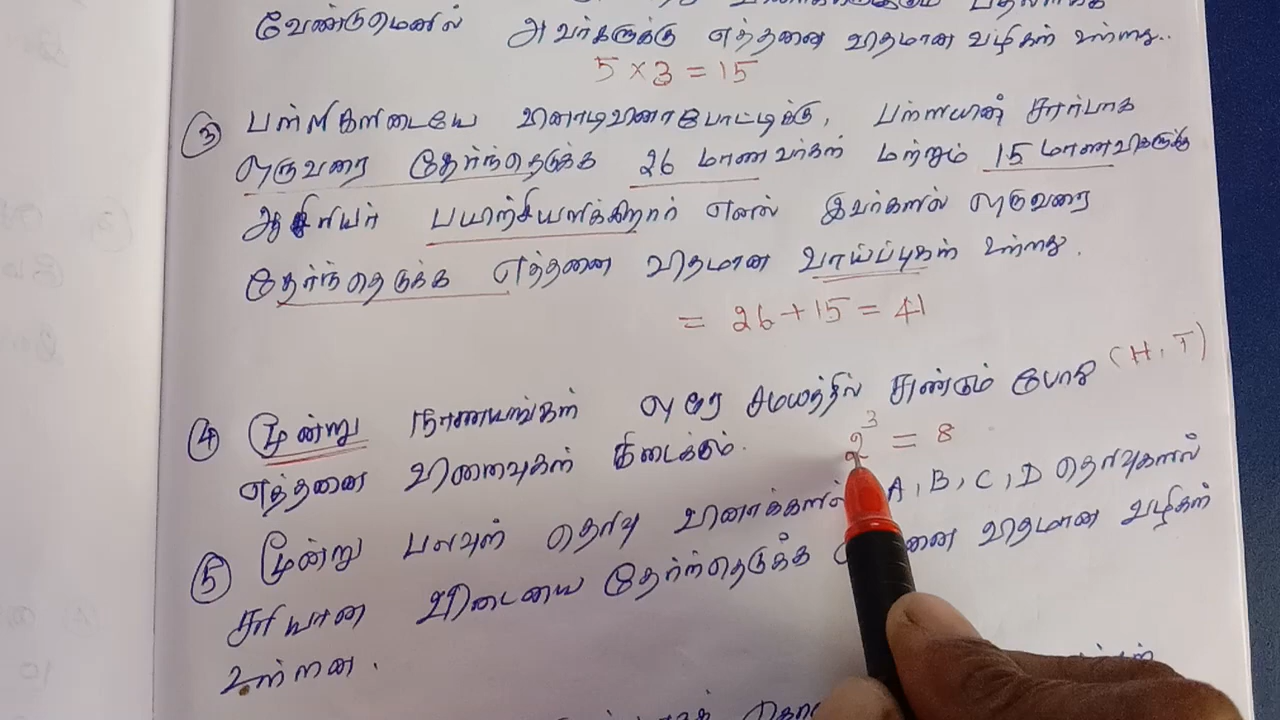 வேண்டுமெனில் அவர்களுக்கு எத்தனை விதமான வழிகள் உள்ளது..
5 × 3 = 15
③ பள்ளிகளிடையே வினாடிவினாபோட்டிக்கு, பள்ளியின் சார்பாக
ஒருவரை தேர்ந்தெடுக்க 26 மாணவர்கள் மற்றும் 15 மாணவிகளுக்கு
ஆசிரியர் பயிற்சியளிக்கிறார் எனில் இவர்களில் ஒருவரை
தேர்ந்தெடுக்க எத்தனை விதமான வாய்ப்புகள் உள்ளது.
= 26 + 15 = 41
④ மூன்று நாணயங்கள் ஒரே சமயத்தில் சுண்டும் போது (H, T)
எத்தனை விளைவுகள் கிடைக்கும். 2³ = 8
⑤ மூன்று பலவுள் தெரிவு வினாக்களில் A, B, C, D தெரிவுகளில்
சரியான விடையை தேர்ந்தெடுக்க விதமான வழிகள்
உள்ளன.